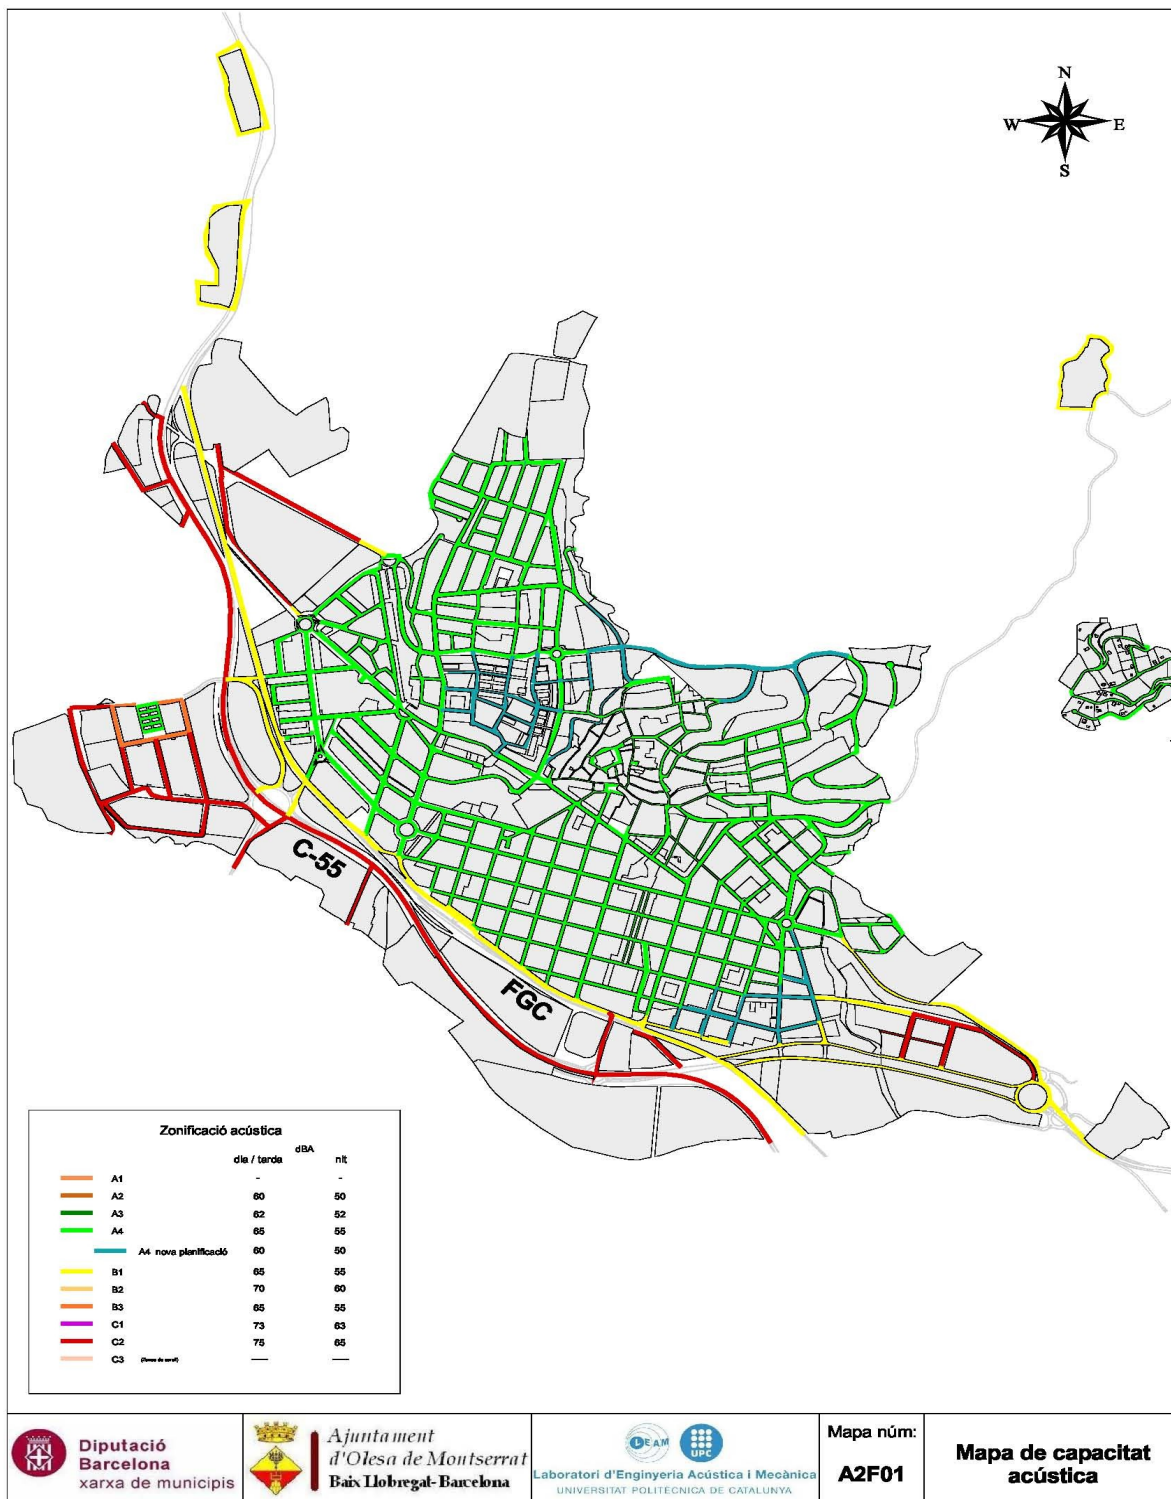 N
W E
S
C-55
FGC
Zonificació acústica
dBA
dia / tarda nit
A1 - -
A2 60 50
A3 62 52
A4 65 55
A4 nova planificació 60 50
B1 65 55
B2 70 60
B3 65 55
C1 73 63
C2 75 65
C3 — —
Diputació
Barcelona
xarxa de municipis
Ajuntament
d'Olesa de Montserrat
Baix Llobregat-Barcelona
LEAM
UPC
Laboratori d'Enginyeria Acústica i Mecànica
UNIVERSITAT POLITÈCNICA DE CATALUNYA
Mapa núm:
A2F01
Mapa de capacitat
acústica